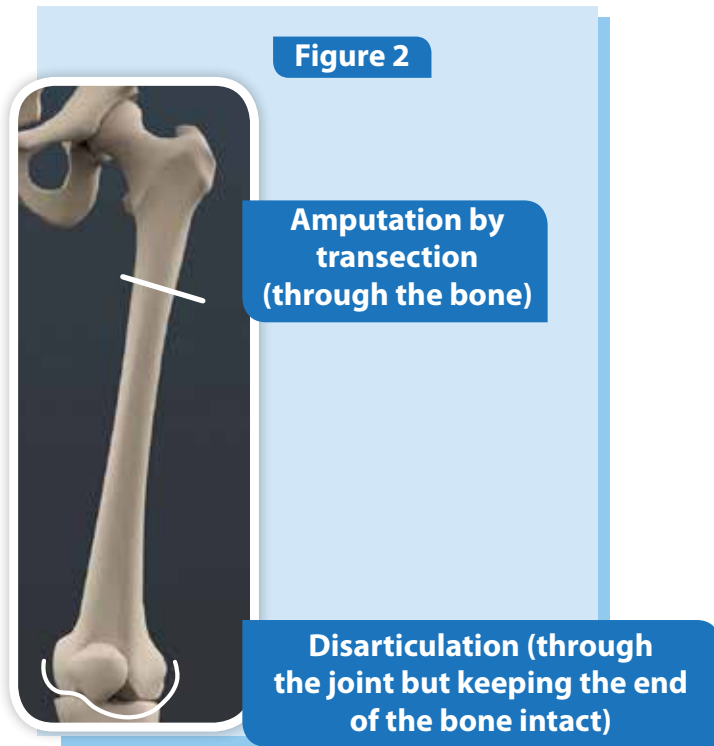 Figure 2
Amputation by
transection
(through the bone)
Disarticulation (through
the joint but keeping the end
of the bone intact)